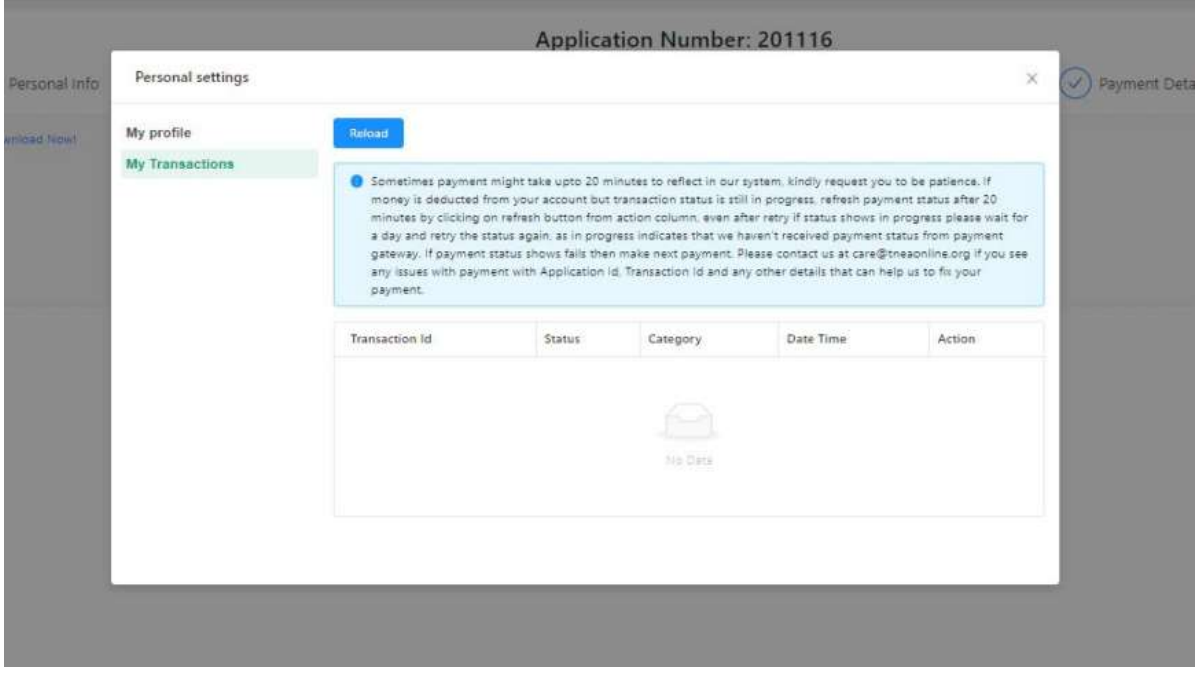 Application Number: 201116
Personal settings
Personal Info
Payment Deta
wnload Now!
My profile
My Transactions
Reload
Sometimes payment might take upto 20 minutes to reflect in our system, kindly request you to be patience. If
money is deducted from your account but transaction status is still in progress, refresh payment status after 20
minutes by clicking on refresh button from action column, even after retry if status shows in progress please wait for
a day and retry the status again, as in progress indicates that we haven't received payment status from payment
gateway. If payment status shows fails then make next payment. Please contact us at care@tneaonline.org if you see
any issues with payment with Application Id, Transaction Id and any other details that can help us to fix your
payment.
Transaction Id Status Category Date Time Action
No Data